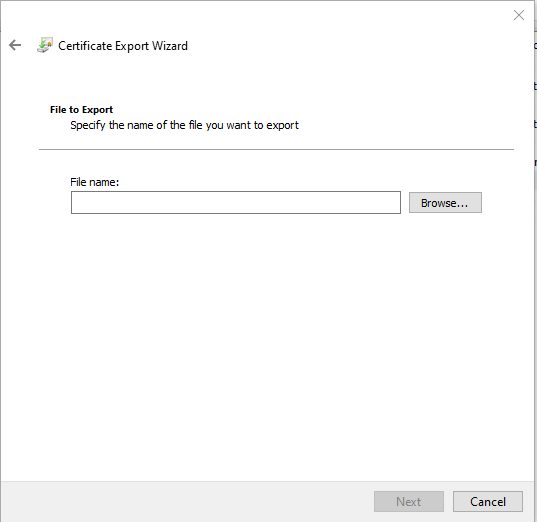 Certificate Export Wizard
File to Export
Specify the name of the file you want to export
File name:
Browse...
Next
Cancel